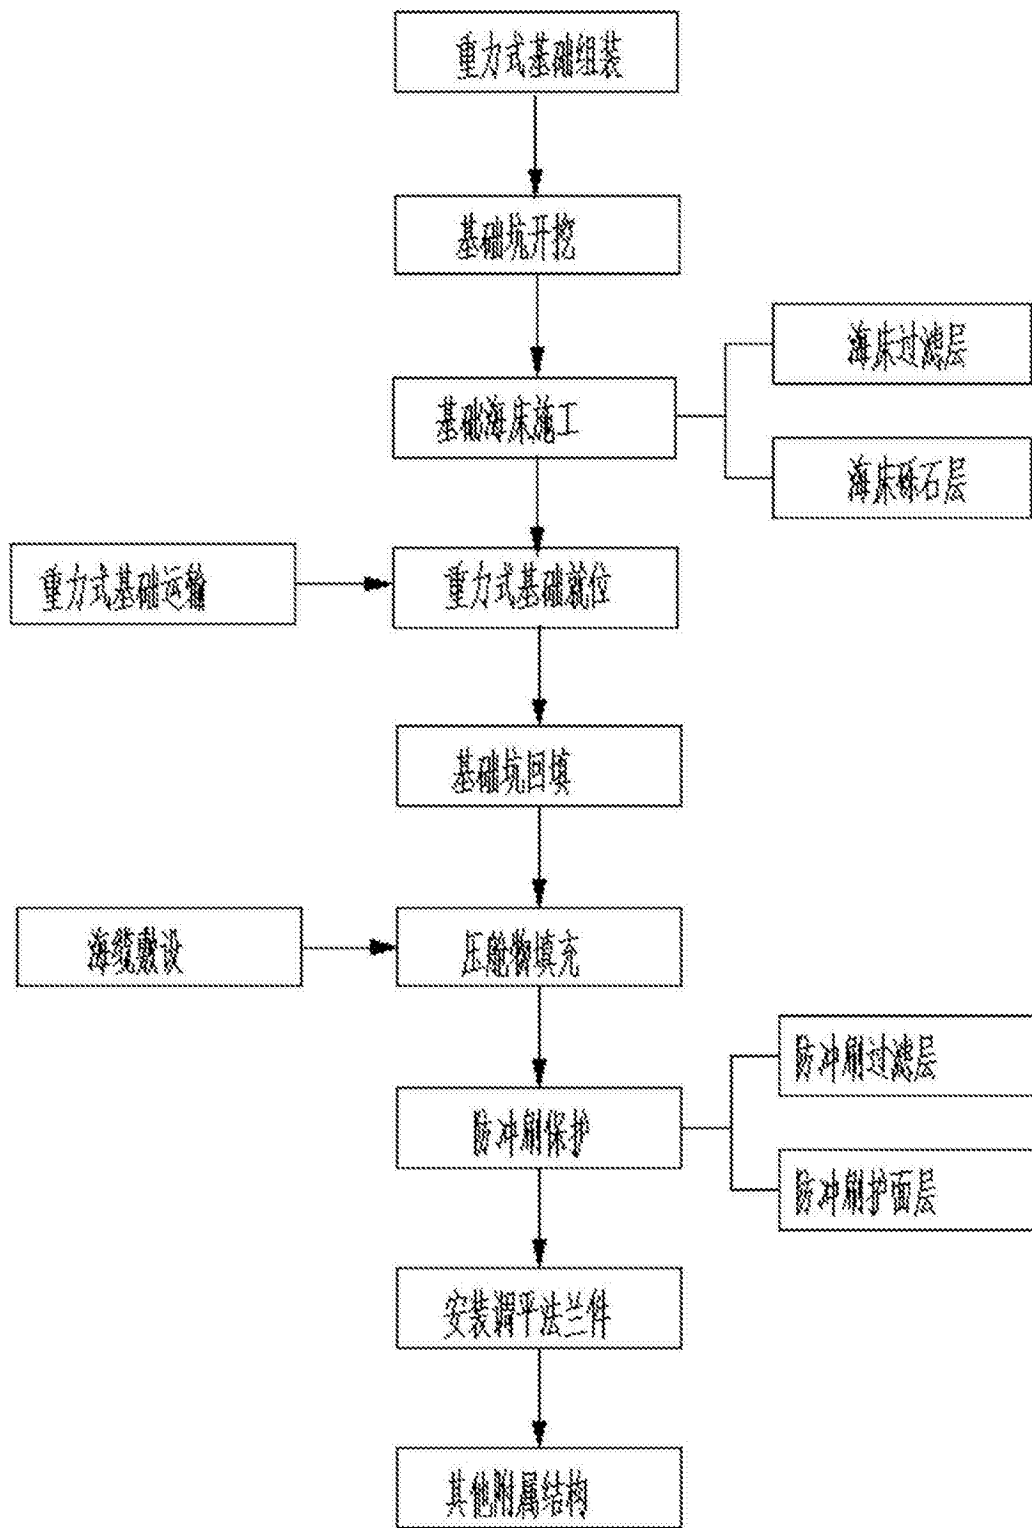 重力式基础组装
基础坑开挖
海床过滤层
基础海床施工
海床砾石层
重力式基础运输
重力式基础就位
基础坑回填
海缆敷设
压舱物填充
防冲刷过滤层
防冲刷保护
防冲刷护面层
安装调平法兰件
其他附属结构